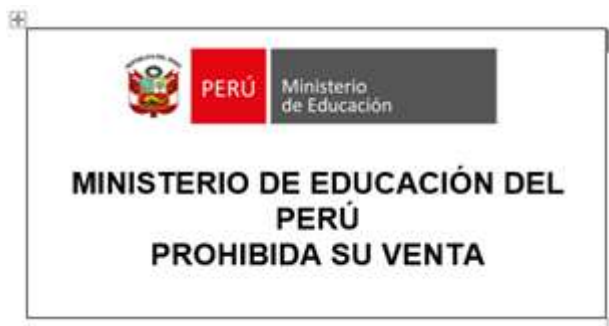 PERÚ
Ministerio
de Educación
MINISTERIO DE EDUCACIÓN DEL
PERÚ
PROHIBIDA SU VENTA